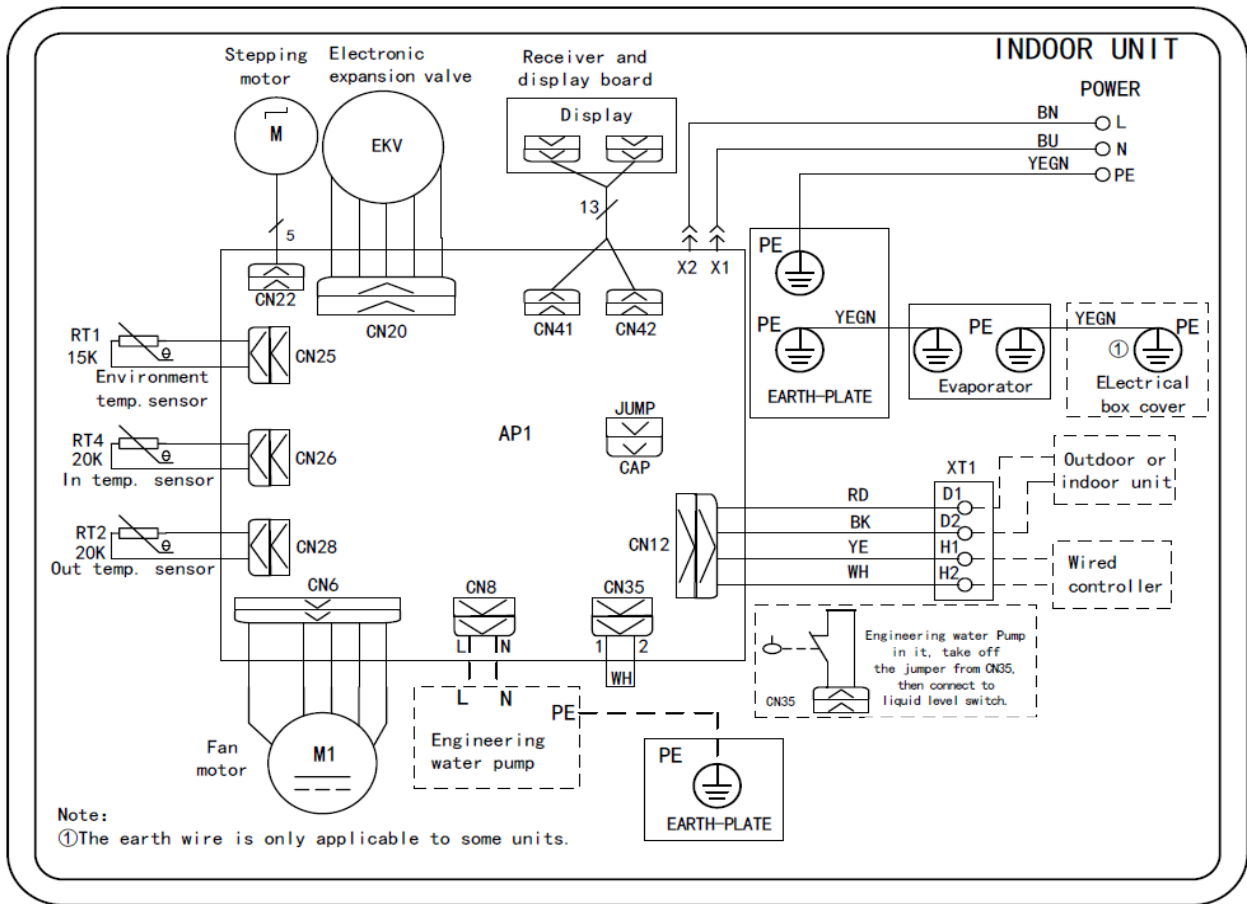 INDOOR UNIT
Stepping
motor
Electronic
expansion valve
Receiver and
display board
POWER
Display
M
EKV
BN
L
BU
N
YEGN
PE
13
5
X2 X1
PE
CN22
CN20
CN41
CN42
PE
YEGN
PE
YEGN
PE
①
EARTH-PLATE
Evaporator
ELectrical
box cover
RT1
15K
CN25
Environment
temp. sensor
RT4
20K
CN26
In temp. sensor
RT2
20K
CN28
Out temp. sensor
AP1
JUMP
CAP
XT1
Outdoor or
indoor unit
CN12
RD
D1
BK
D2
YE
H1
WH
H2
Wired
controller
CN6
CN8
CN35
L N
1 2
WH
L N
PE
Engineering
water pump
Engineering water Pump
in it, take off
the jumper from CN35,
then connect to
liquid level switch.
CN35
Fan
motor
M1
PE
EARTH-PLATE
Note:
①The earth wire is only applicable to some units.